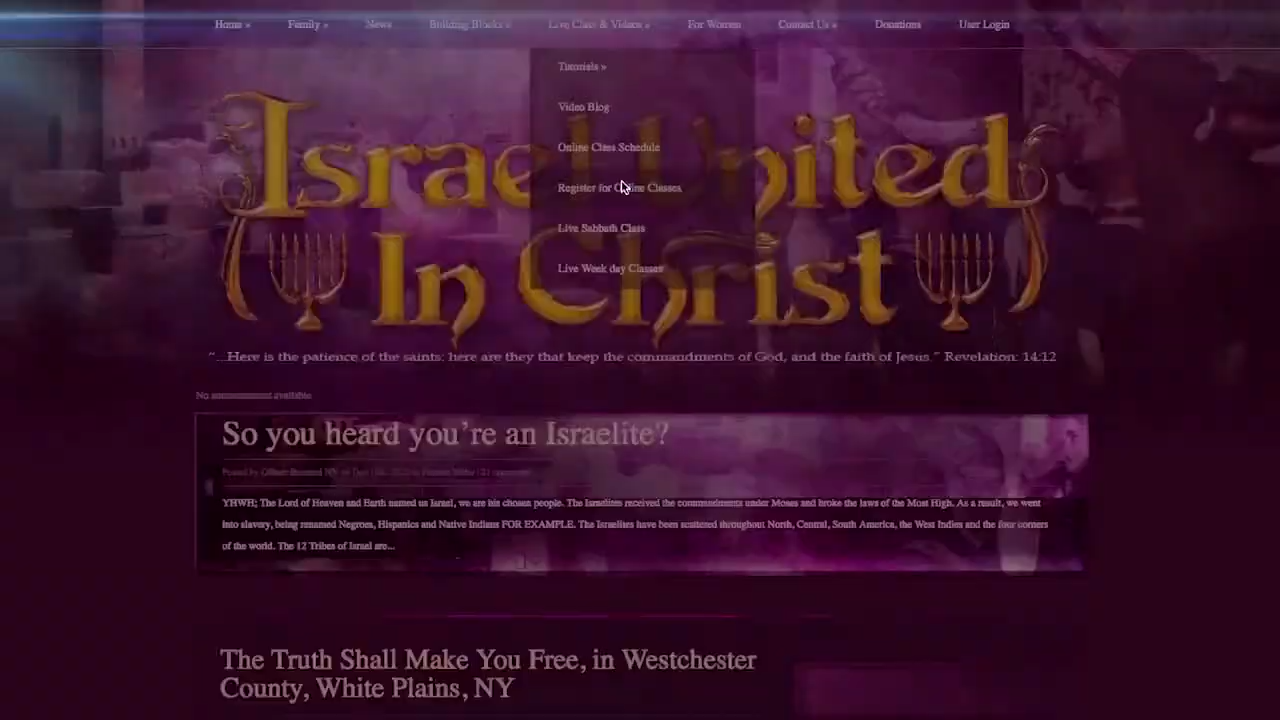 Home » Family » News Building Blocks » Live Class & Videos » For Women Contact Us » Donations User Login
Tutorials »
Video Blog
Online Class Schedule
Register for Online Classes
Live Sabbath Class
Live Week day Classes
Israel United
In Christ
"...Here is the patience of the saints: here are they that keep the commandments of God, and the faith of Jesus." Revelation: 14:12
No announcement available
So you heard you're an Israelite?
Posted by
YHWH; The Lord of Heaven and Earth named us Israel, we are his chosen people. The Israelites received the commandments under Moses and broke the laws of the Most High. As a result, we went
into slavery, being renamed Negroes, Hispanics and Native Indians FOR EXAMPLE. The Israelites have been scattered throughout North, Central, South America, the West Indies and the four corners
of the world. The 12 Tribes of Israel are...
The Truth Shall Make You Free, in Westchester
County, White Plains, NY